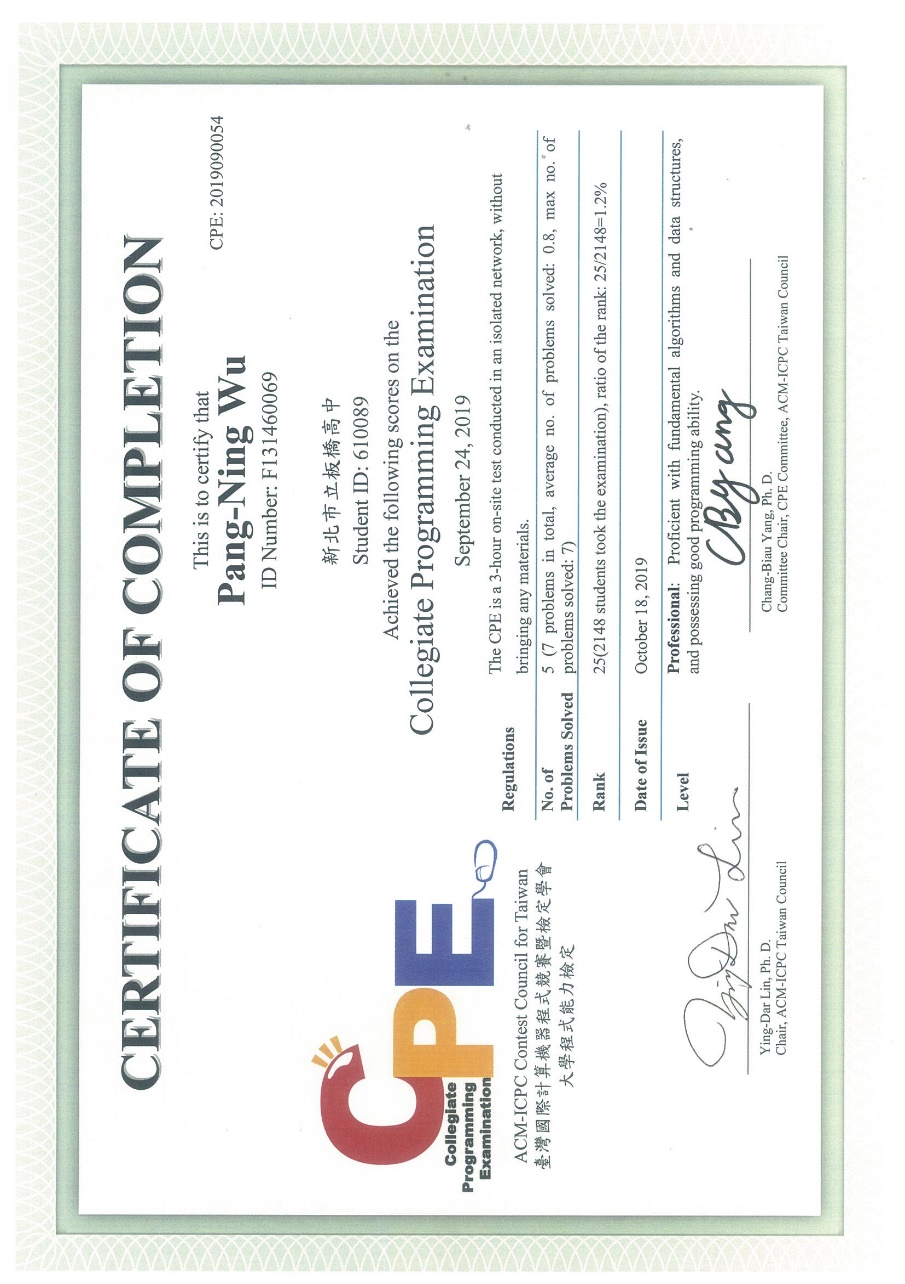 CERTIFICATE OF COMPLETION
CPE: 2019090054
This is to certify that
Pang-Ning Wu
ID Number: F131460069
新北市立板橋高中
Student ID: 610089
Achieved the following scores on the
Collegiate Programming Examination
September 24, 2019
CPE
Collegiate
Programming
Examination
ACM-ICPC Contest Council for Taiwan
臺灣國際計算機器程式競賽暨檢定學會
大學程式能力檢定
Regulations
The CPE is a 3-hour on-site test conducted in an isolated network, without
bringing any materials.
No. of
Problems Solved
5 (7 problems in total, average no. of problems solved: 0.8, max no. of
problems solved: 7)
Rank
25(2148 students took the examination), ratio of the rank: 25/2148=1.2%
Date of Issue
October 18, 2019
Level
Professional: Proficient with fundamental algorithms and data structures,
and possessing good programming ability.
Ying-Dar Lin
CByang
Ying-Dar Lin, Ph. D.
Chair, ACM-ICPC Taiwan Council
Chang-Biau Yang, Ph. D.
Committee Chair, CPE Committee, ACM-ICPC Taiwan Council